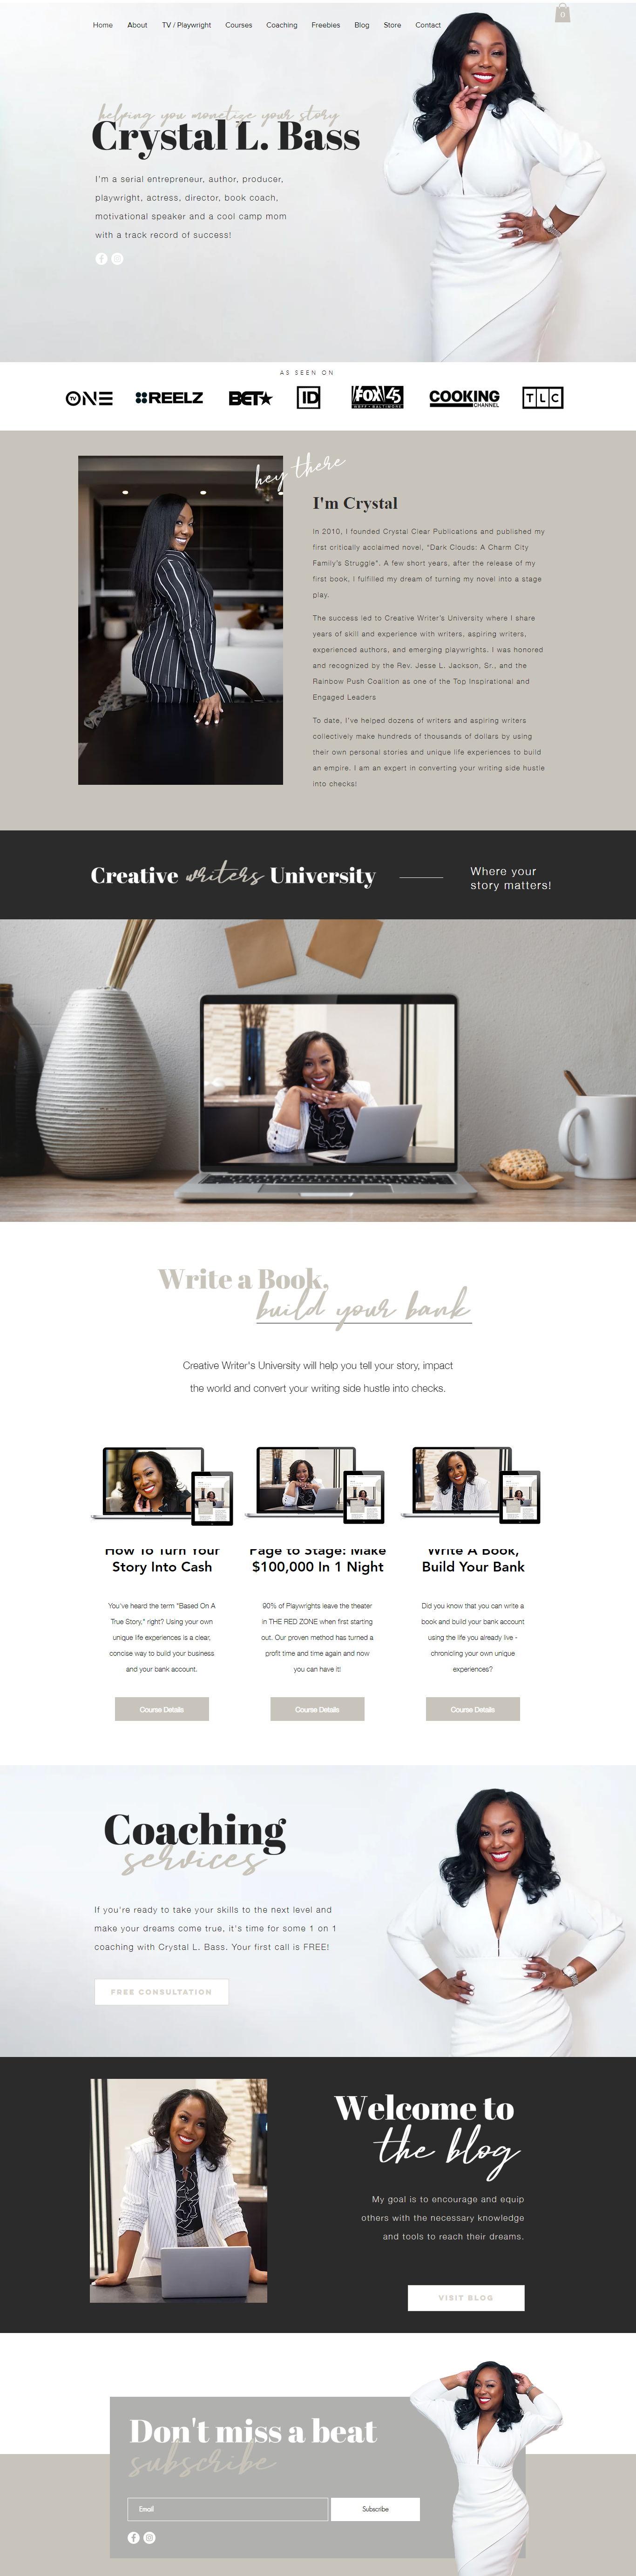 Home About TV / Playwright Courses Coaching Freebies Blog Store Contact
0
helping you monetize your story
Crystal L. Bass
I'm a serial entrepreneur, author, producer,
playwright, actress, director, book coach,
motivational speaker and a cool camp mom
with a track record of success!
AS SEEN ON
TV ONE REELZ BET ID FOX 45 COOKING CHANNEL TLC
WBFF • BALTIMORE
hey there
I'm Crystal
In 2010, I founded Crystal Clear Publications and published my
first critically acclaimed novel, "Dark Clouds: A Charm City
Family's Struggle". A few short years, after the release of my
first book, I fulfilled my dream of turning my novel into a stage
play.
The success led to Creative Writer's University where I share
years of skill and experience with writers, aspiring writers,
experienced authors, and emerging playwrights. I was honored
and recognized by the Rev. Jesse L. Jackson, Sr., and the
Rainbow Push Coalition as one of the Top Inspirational and
Engaged Leaders
To date, I've helped dozens of writers and aspiring writers
collectively make hundreds of thousands of dollars by using
their own personal stories and unique life experiences to build
an empire. I am an expert in converting your writing side hustle
into checks!
Creative writers University
Where your
story matters!
Write a Book,
build your bank
Creative Writer's University will help you tell your story, impact
the world and convert your writing side hustle into checks.
How To Turn Your
Story Into Cash
You've heard the term "Based On A
True Story," right? Using your own
unique life experiences is a clear,
concise way to build your business
and your bank account.
Course Details
Page to Stage: Make
$100,000 In 1 Night
90% of Playwrights leave the theater
in THE RED ZONE when first starting
out. Our proven method has turned a
profit time and time again and now
you can have it!
Course Details
Write A Book,
Build Your Bank
Did you know that you can write a
book and build your bank account
using the life you already live -
chronicling your own unique
experiences?
Course Details
Coaching
services
If you're ready to take your skills to the next level and
make your dreams come true, it's time for some 1 on 1
coaching with Crystal L. Bass. Your first call is FREE!
FREE CONSULTATION
Welcome to
the blog
My goal is to encourage and equip
others with the necessary knowledge
and tools to reach their dreams.
VISIT BLOG
Don't miss a beat
subscribe
Email
Subscribe